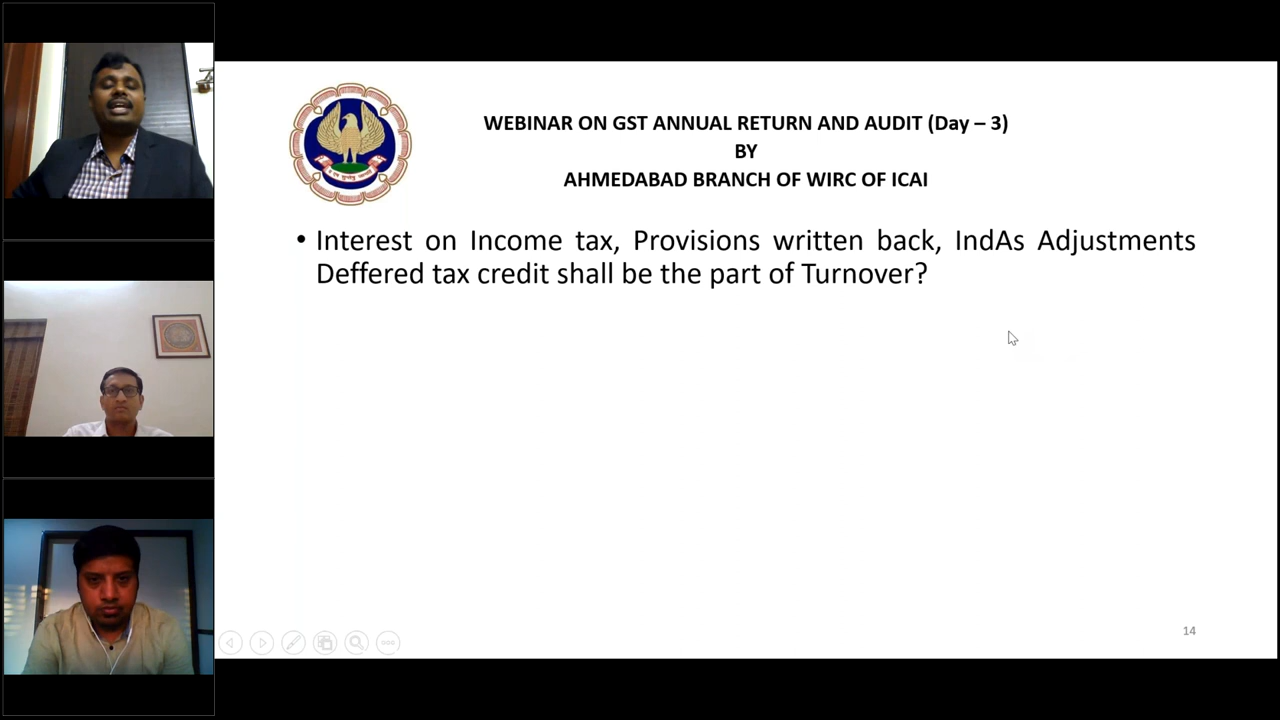 WEBINAR ON GST ANNUAL RETURN AND AUDIT (Day – 3)
BY
AHMEDABAD BRANCH OF WIRC OF ICAI
• Interest on Income tax, Provisions written back, IndAs Adjustments
Deffered tax credit shall be the part of Turnover?
14